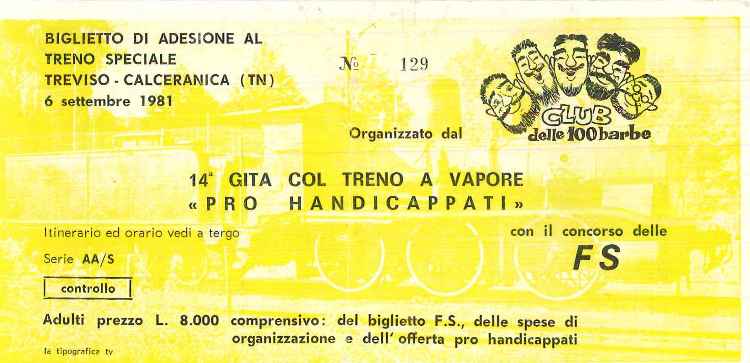 BIGLIETTO DI ADESIONE AL
TRENO SPECIALE
TREVISO - CALCERANICA (TN)
6 settembre 1981
№ 129
Organizzato dal
CLUB
delle 100 barbe
14ª GITA COL TRENO A VAPORE
« PRO HANDICAPPATI »
Itinerario ed orario vedi a tergo
con il concorso delle
FS
Serie AA/S
controllo
Adulti prezzo L. 8.000 comprensivo: del biglietto F.S., delle spese di
organizzazione e dell'offerta pro handicappati
la tipografica tv